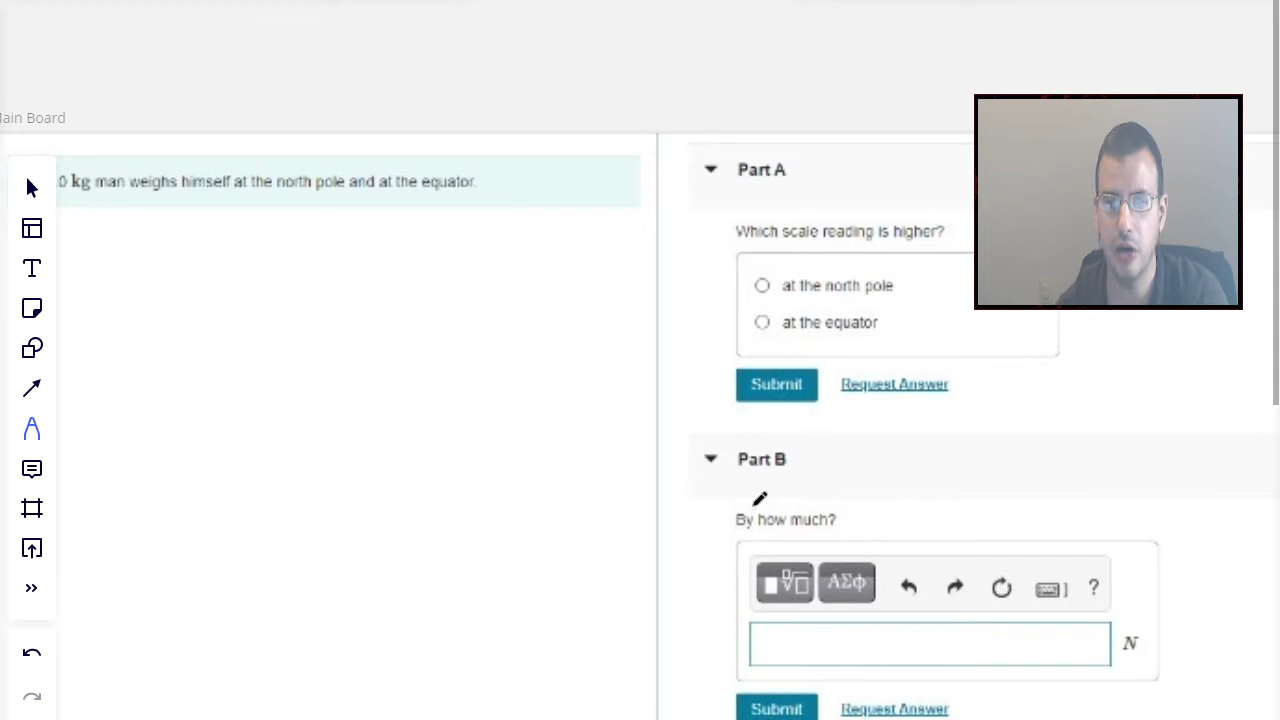 ain Board
0 kg man weighs himself at the north pole and at the equator.
Part A
Which scale reading is higher?
at the north pole
at the equator
Submit Request Answer
Part B
By how much?
ΑΣϕ ?
N
Submit Request Answer